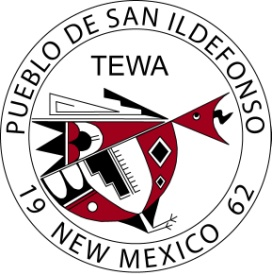 PUEBLO DE SAN ILDEFONSO
TEWA
19 NEW MEXICO 62